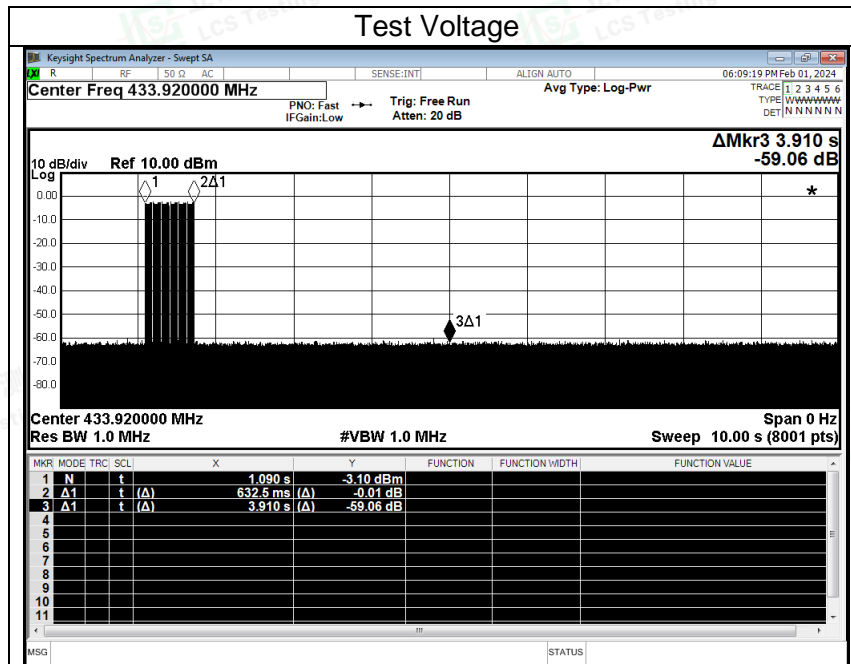 Test Voltage
Keysight Spectrum Analyzer - Swept SA
LXI R RF 50 Ω AC SENSE:INT ALIGN AUTO 06:09:19 PM Feb 01, 2024
Center Freq 433.920000 MHz
PNO: Fast
IFGain:Low
Trig: Free Run
Atten: 20 dB
Avg Type: Log-Pwr
TRACE 1 2 3 4 5 6
TYPE WWWWWW
DET N N N N N N
ΔMkr3 3.910 s
-59.06 dB
10 dB/div Ref 10.00 dBm
Log
1 2Δ1
*
0.00
-10.0
-20.0
-30.0
-40.0
-50.0
3Δ1
-60.0
-70.0
-80.0
Center 433.920000 MHz Span 0 Hz
Res BW 1.0 MHz #VBW 1.0 MHz Sweep 10.00 s (8001 pts)
MKR MODE TRC SCL X Y FUNCTION FUNCTION WIDTH FUNCTION VALUE
1 N t 1.090 s -3.10 dBm
2 Δ1 t (Δ) 632.5 ms (Δ) -0.01 dB
3 Δ1 t (Δ) 3.910 s (Δ) -59.06 dB
4
5
6
7
8
9
10
11
MSG STATUS